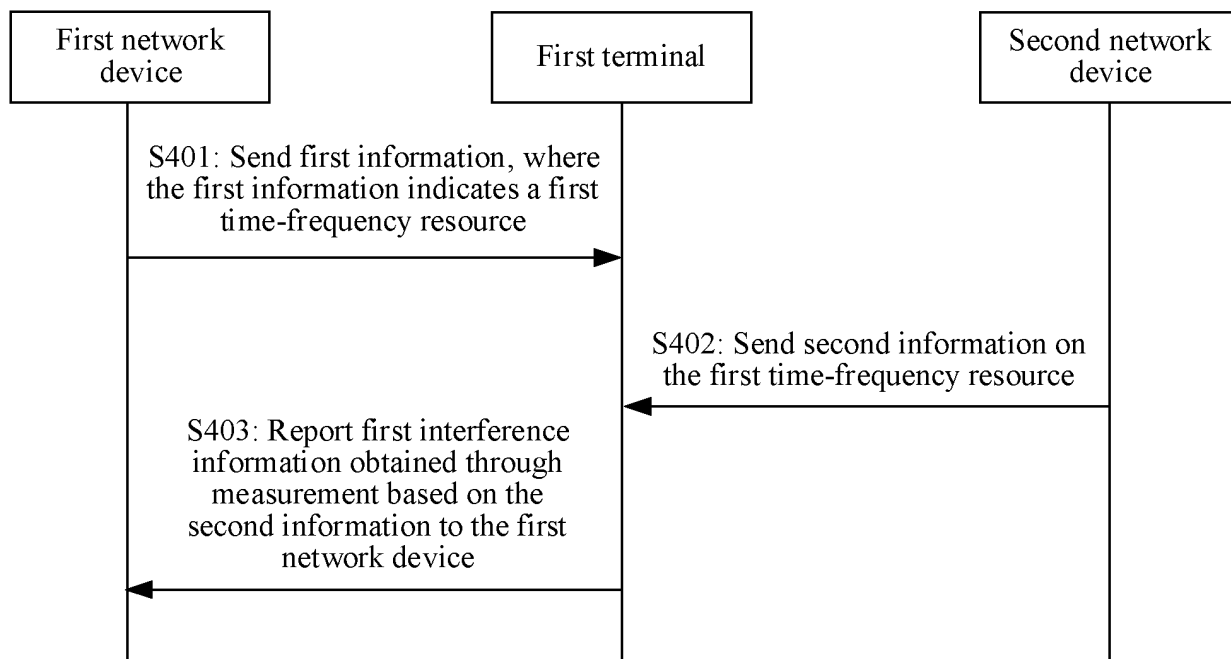 First network
device
First terminal
Second network
device
S401: Send first information, where
the first information indicates a first
time-frequency resource
S402: Send second information on
the first time-frequency resource
S403: Report first interference
information obtained through
measurement based on the
second information to the first
network device